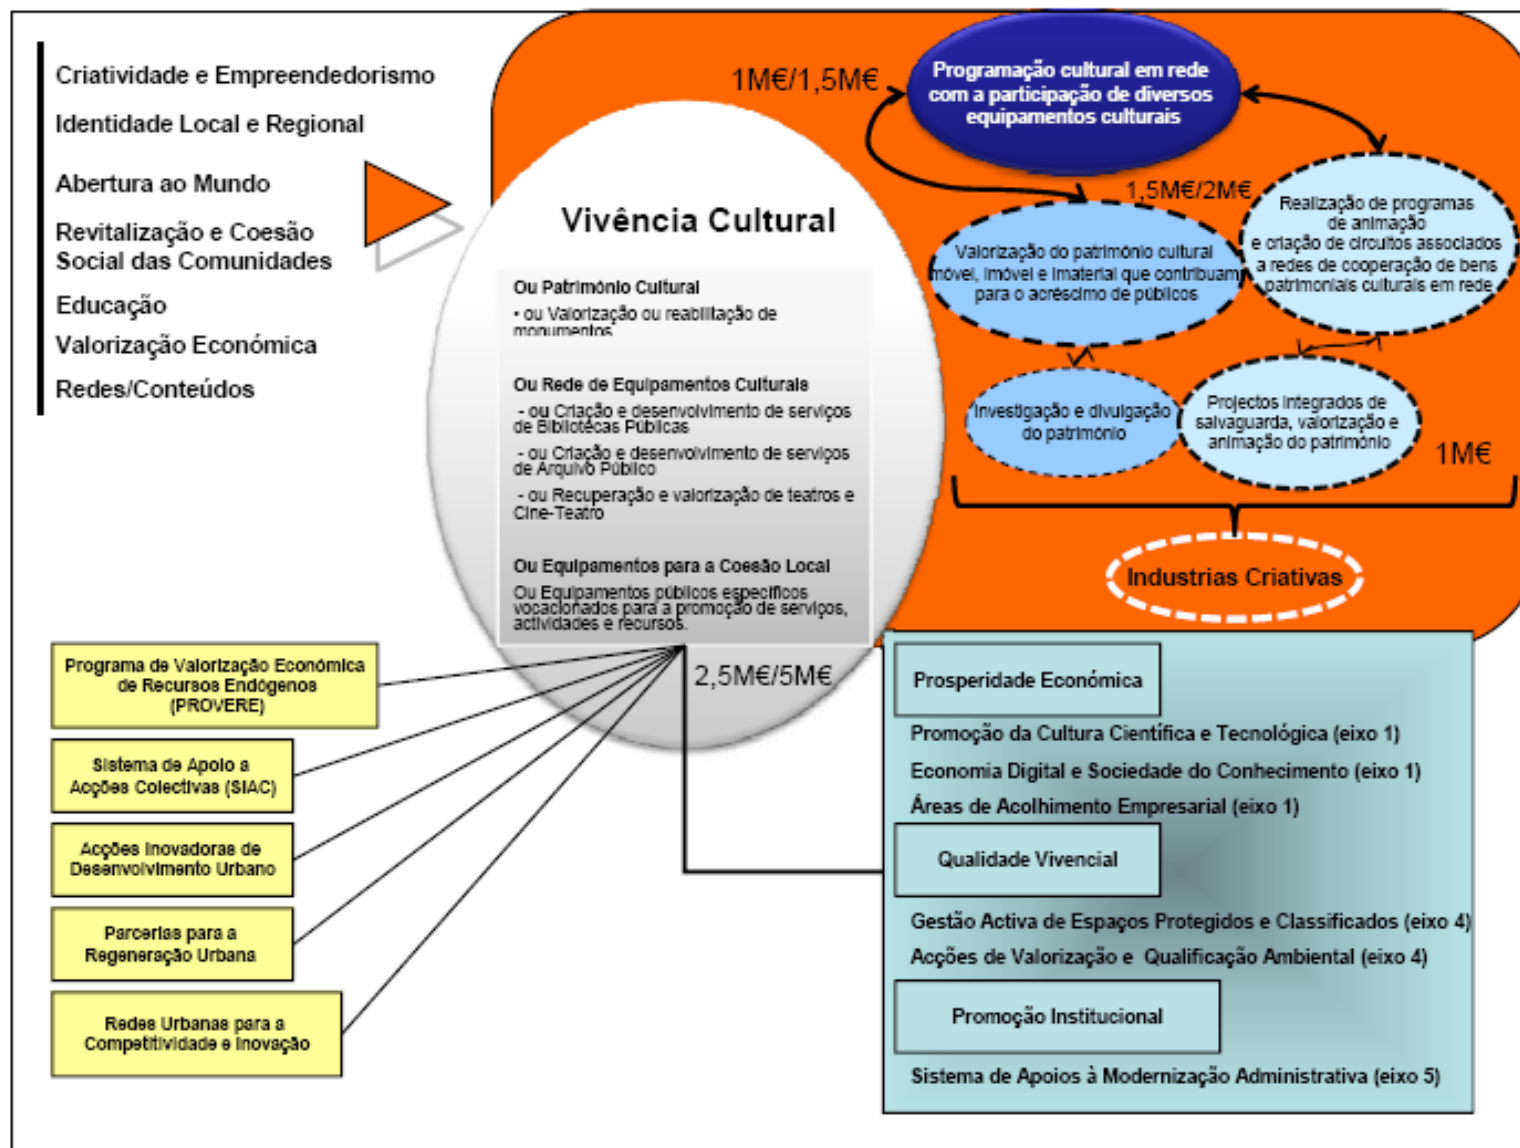 Criatividade e Empreendedorismo
Identidade Local e Regional
Abertura ao Mundo
Revitalização e Coesão
Social das Comunidades
Educação
Valorização Económica
Redes/Conteúdos
1M€/1,5M€
Programação cultural em rede
com a participação de diversos
equipamentos culturais
1,5M€/2M€
Realização de programas
de animação
e criação de circuitos associados
a redes de cooperação de bens
patrimoniais culturais em rede
Valorização do património cultural
móvel, imóvel e imaterial que contribuam
para o acréscimo de públicos
Investigação e divulgação
do património
Projectos integrados de
salvaguarda, valorização e
animação do património
1M€
Industrias Criativas
Vivência Cultural
Ou Património Cultural
• ou Valorização ou reabilitação de
monumentos
Ou Rede de Equipamentos Culturais
- ou Criação e desenvolvimento de serviços
de Bibliotecas Públicas
- ou Criação e desenvolvimento de serviços
de Arquivo Público
- ou Recuperação e valorização de teatros e
Cine-Teatro
Ou Equipamentos para a Coesão Local
Ou Equipamentos públicos específicos
vocacionados para a promoção de serviços,
actividades e recursos.
2,5M€/5M€
Programa de Valorização Económica
de Recursos Endógenos
(PROVERE)
Sistema de Apoio a
Acções Colectivas (SIAC)
Acções Inovadoras de
Desenvolvimento Urbano
Parcerias para a
Regeneração Urbana
Redes Urbanas para a
Competitividade e Inovação
Prosperidade Económica
Promoção da Cultura Científica e Tecnológica (eixo 1)
Economia Digital e Sociedade do Conhecimento (eixo 1)
Áreas de Acolhimento Empresarial (eixo 1)
Qualidade Vivencial
Gestão Activa de Espaços Protegidos e Classificados (eixo 4)
Acções de Valorização e Qualificação Ambiental (eixo 4)
Promoção Institucional
Sistema de Apoios à Modernização Administrativa (eixo 5)